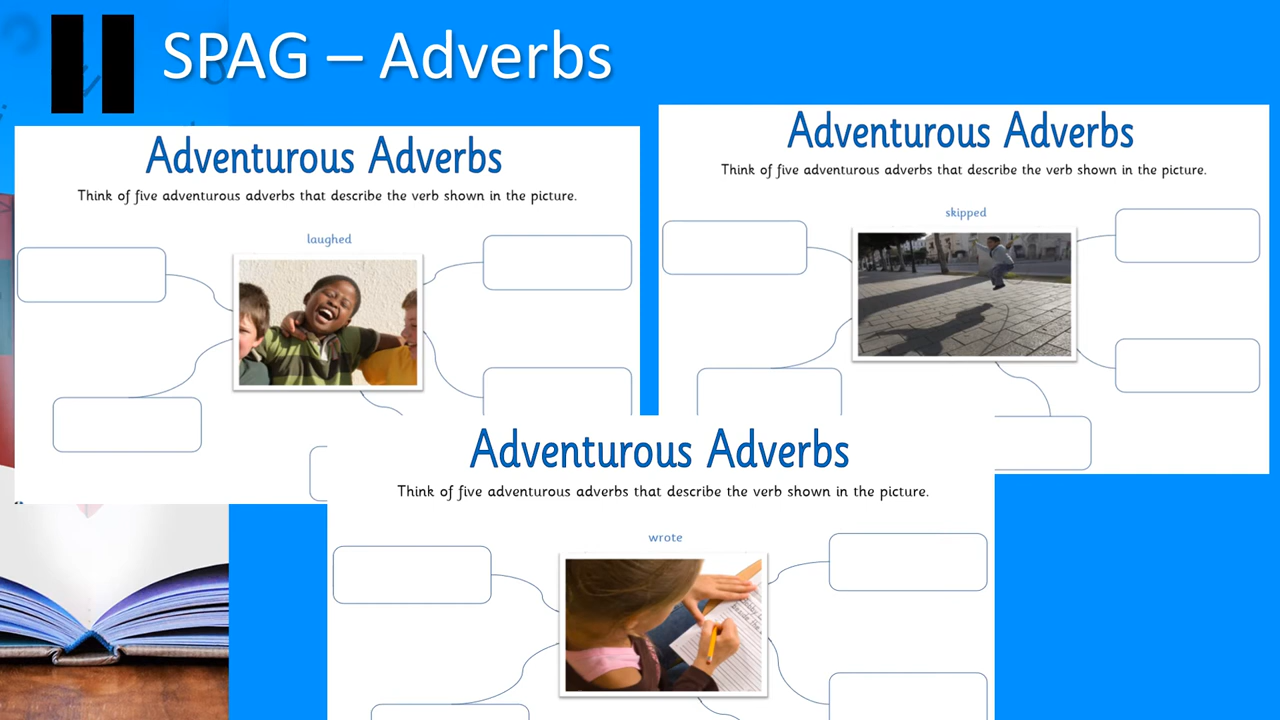 SPAG – Adverbs
Adventurous Adverbs
Think of five adventurous adverbs that describe the verb shown in the picture.
laughed
Adventurous Adverbs
Think of five adventurous adverbs that describe the verb shown in the picture.
skipped
Adventurous Adverbs
Think of five adventurous adverbs that describe the verb shown in the picture.
wrote